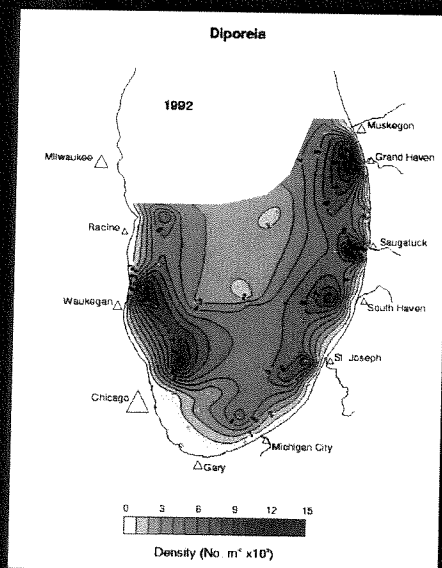 Diporeia
1992
Muskegon
Milwaukee
Grand Haven
Racine
Saugatuck
Waukegan
South Haven
St. Joseph
Chicago
Michigan City
Gary
0 3 6 9 12 15
Density (No. m² x10³)